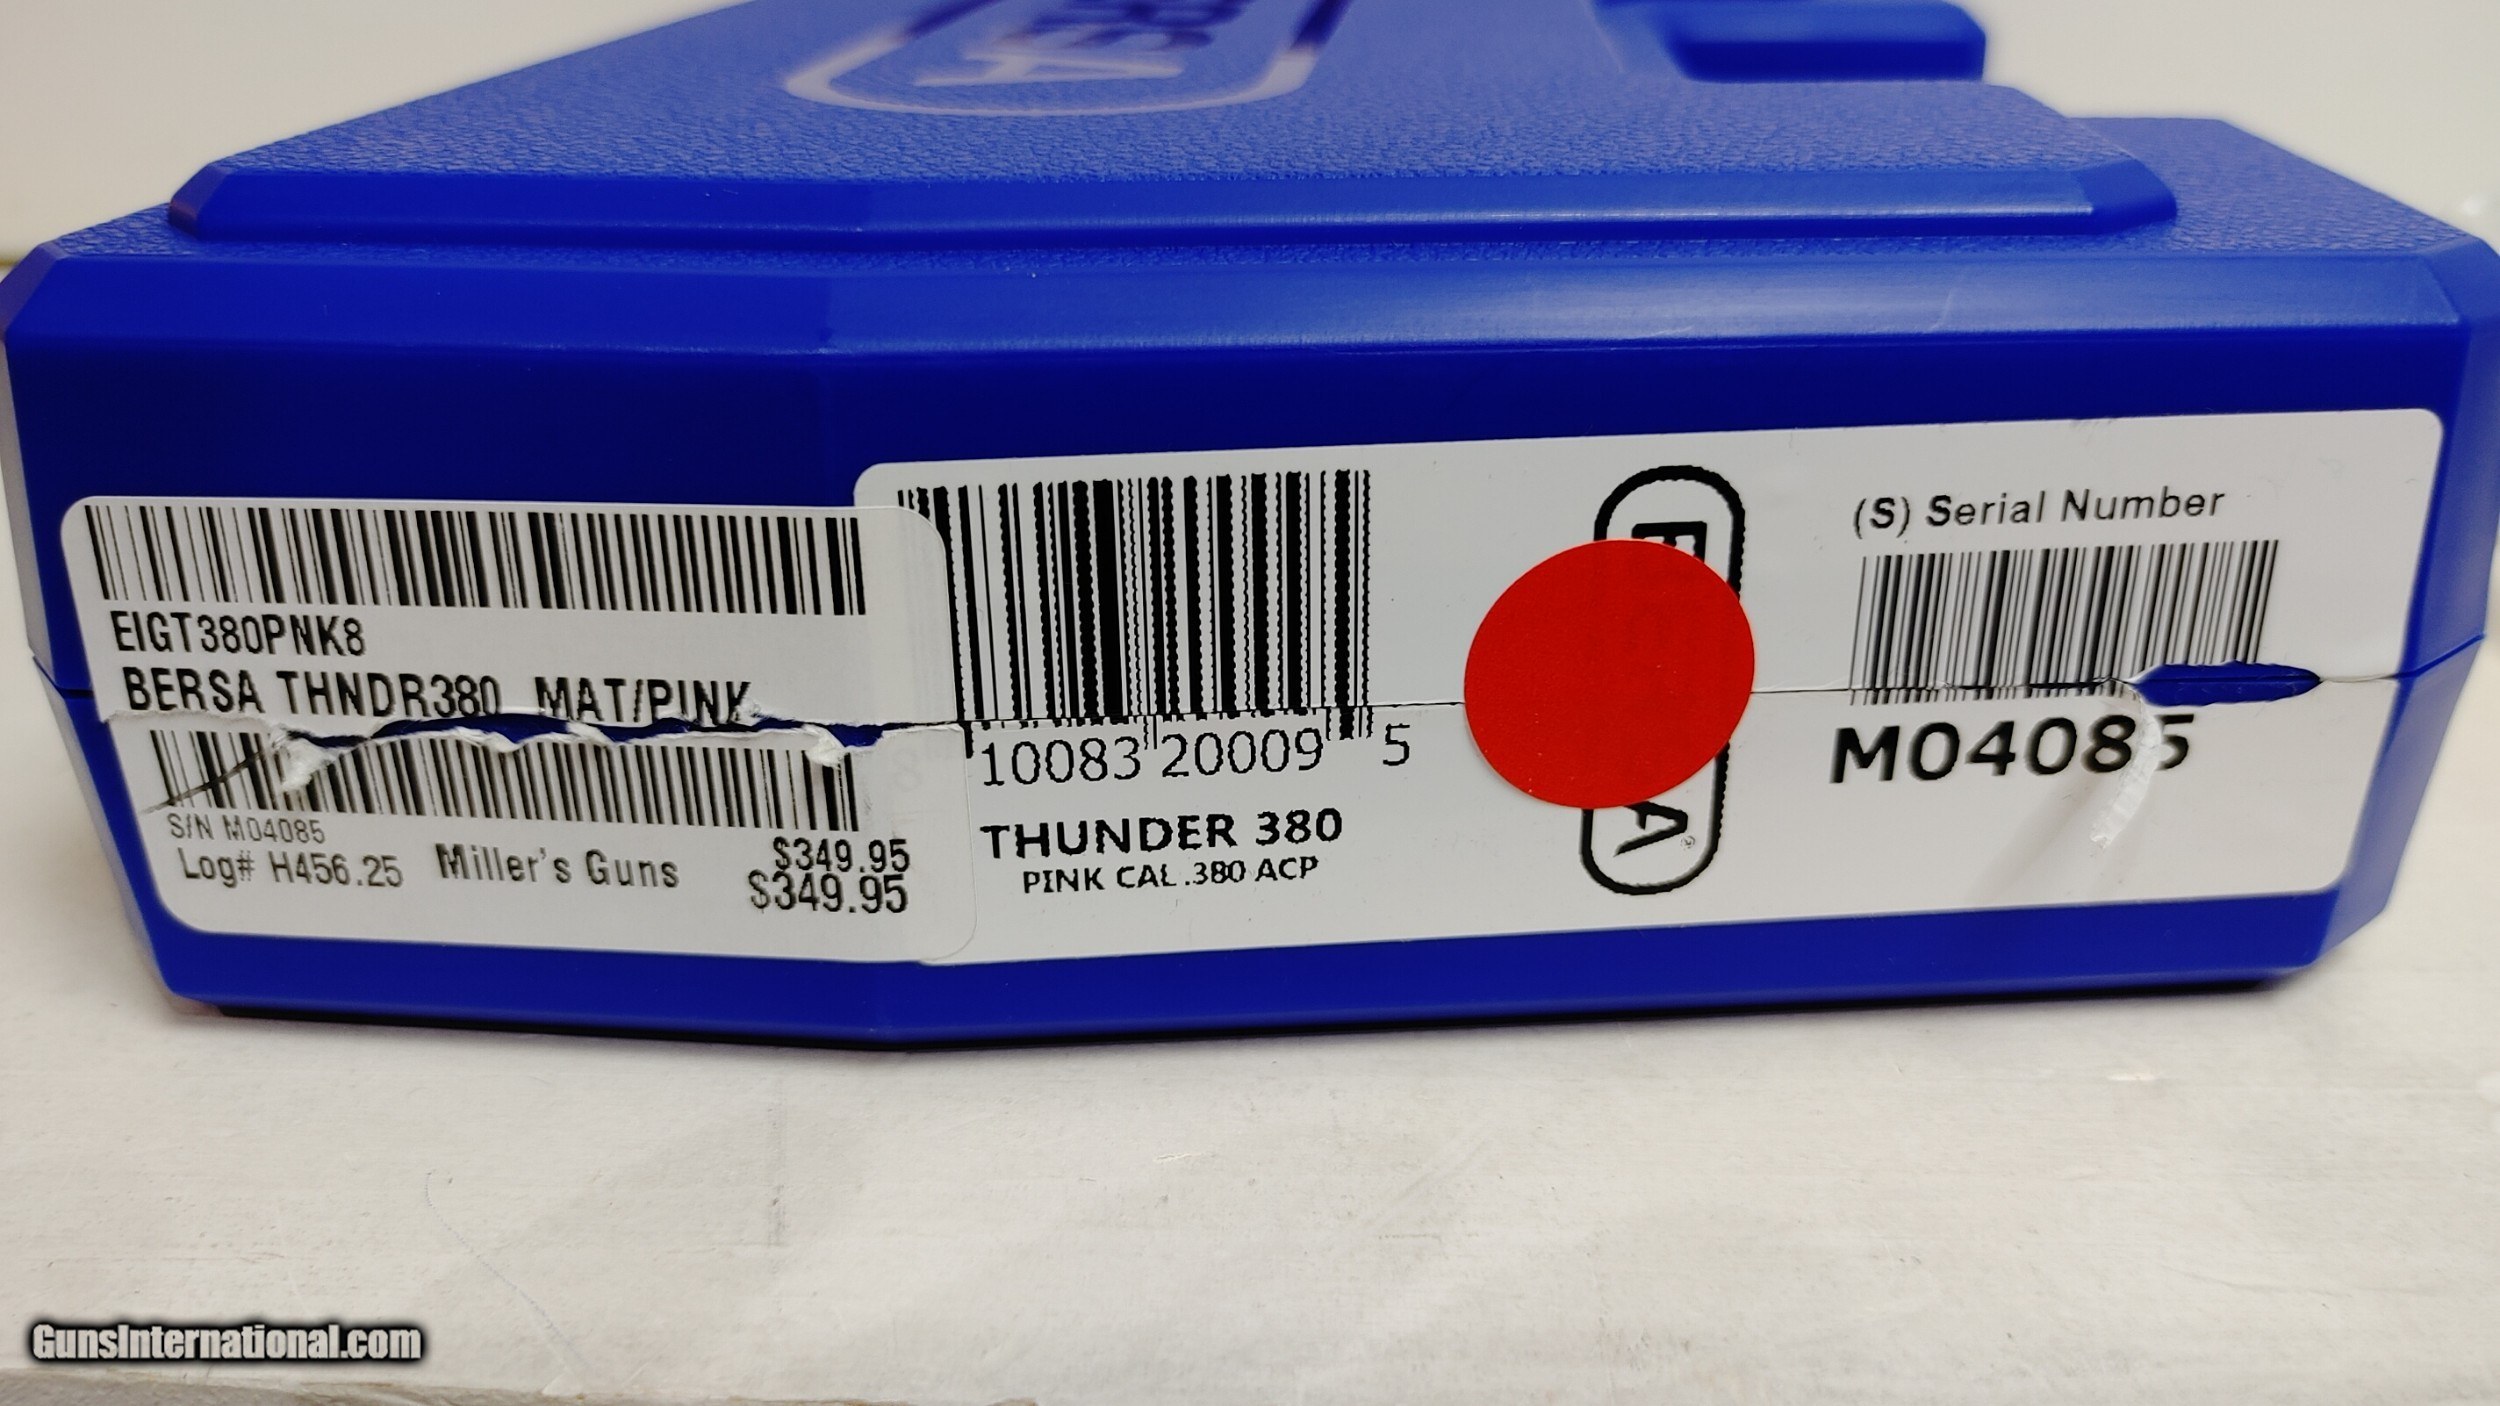 EIGT380PNK8
BERSA THNDR380 MAT/PINK
S/N M04085
Log# H456.25 Miller's Guns $349.95
$349.95
10083 20009 5
THUNDER 380
PINK CAL .380 ACP
(S) Serial Number
M04085
GunsInternational.com